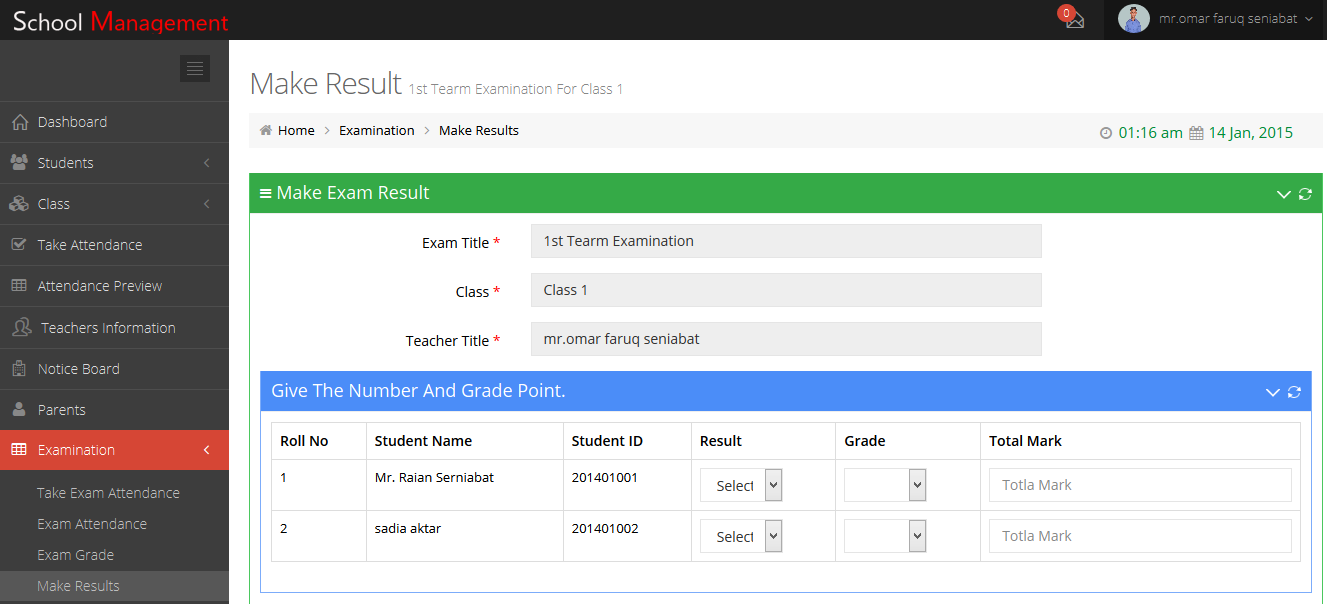 School Management
0
mr.omar faruq seniabat
Dashboard
Students
Class
Take Attendance
Attendance Preview
Teachers Information
Notice Board
Parents
Examination
Take Exam Attendance
Exam Attendance
Exam Grade
Make Results
Make Result 1st Tearm Examination For Class 1
Home > Examination > Make Results
01:16 am 14 Jan, 2015
Make Exam Result
Exam Title * 1st Tearm Examination
Class * Class 1
Teacher Title * mr.omar faruq seniabat
Give The Number And Grade Point.
Roll No Student Name Student ID Result Grade Total Mark
1 Mr. Raian Serniabat 201401001 Select Totla Mark
2 sadia aktar 201401002 Select Totla Mark